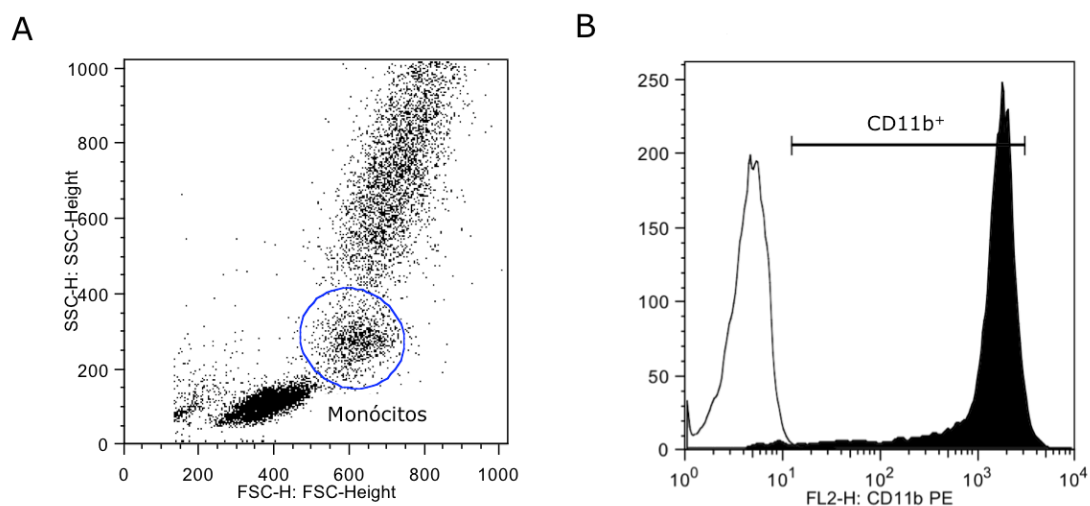 A
1000
800
600
400
200
0
SSC-H: SSC-Height
Monócitos
0 200 400 600 800 1000
FSC-H: FSC-Height
B
250
200
150
100
50
0
CD11b⁺
10⁰ 10¹ 10² 10³ 10⁴
FL2-H: CD11b PE